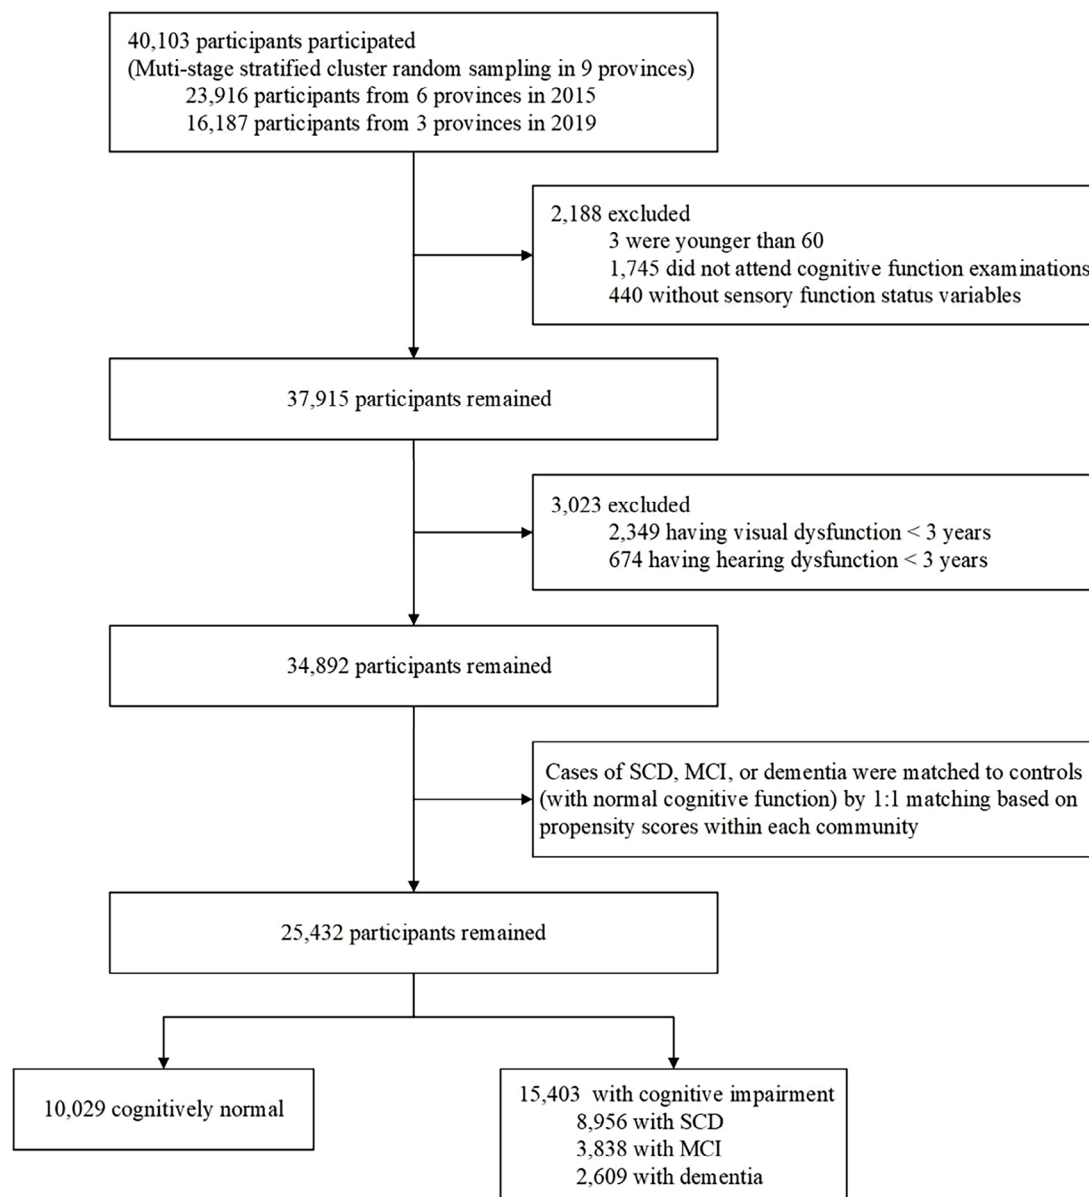 40,103 participants participated
(Muti-stage stratified cluster random sampling in 9 provinces)
23,916 participants from 6 provinces in 2015
16,187 participants from 3 provinces in 2019
2,188 excluded
3 were younger than 60
1,745 did not attend cognitive function examinations
440 without sensory function status variables
37,915 participants remained
3,023 excluded
2,349 having visual dysfunction < 3 years
674 having hearing dysfunction < 3 years
34,892 participants remained
Cases of SCD, MCI, or dementia were matched to controls
(with normal cognitive function) by 1:1 matching based on
propensity scores within each community
25,432 participants remained
10,029 cognitively normal
15,403 with cognitive impairment
8,956 with SCD
3,838 with MCI
2,609 with dementia